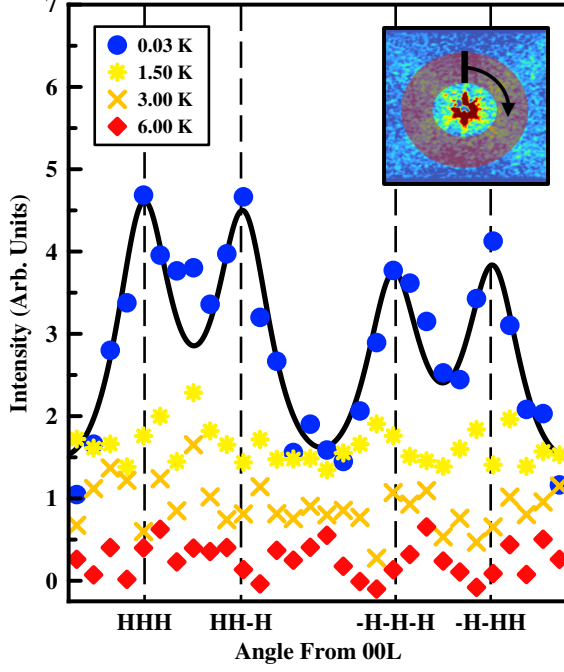 7
6
5
4
3
2
1
0
Intensity (Arb. Units)
0.03 K
1.50 K
3.00 K
6.00 K
HHH
HH-H
-H-H-H
-H-HH
Angle From 00L